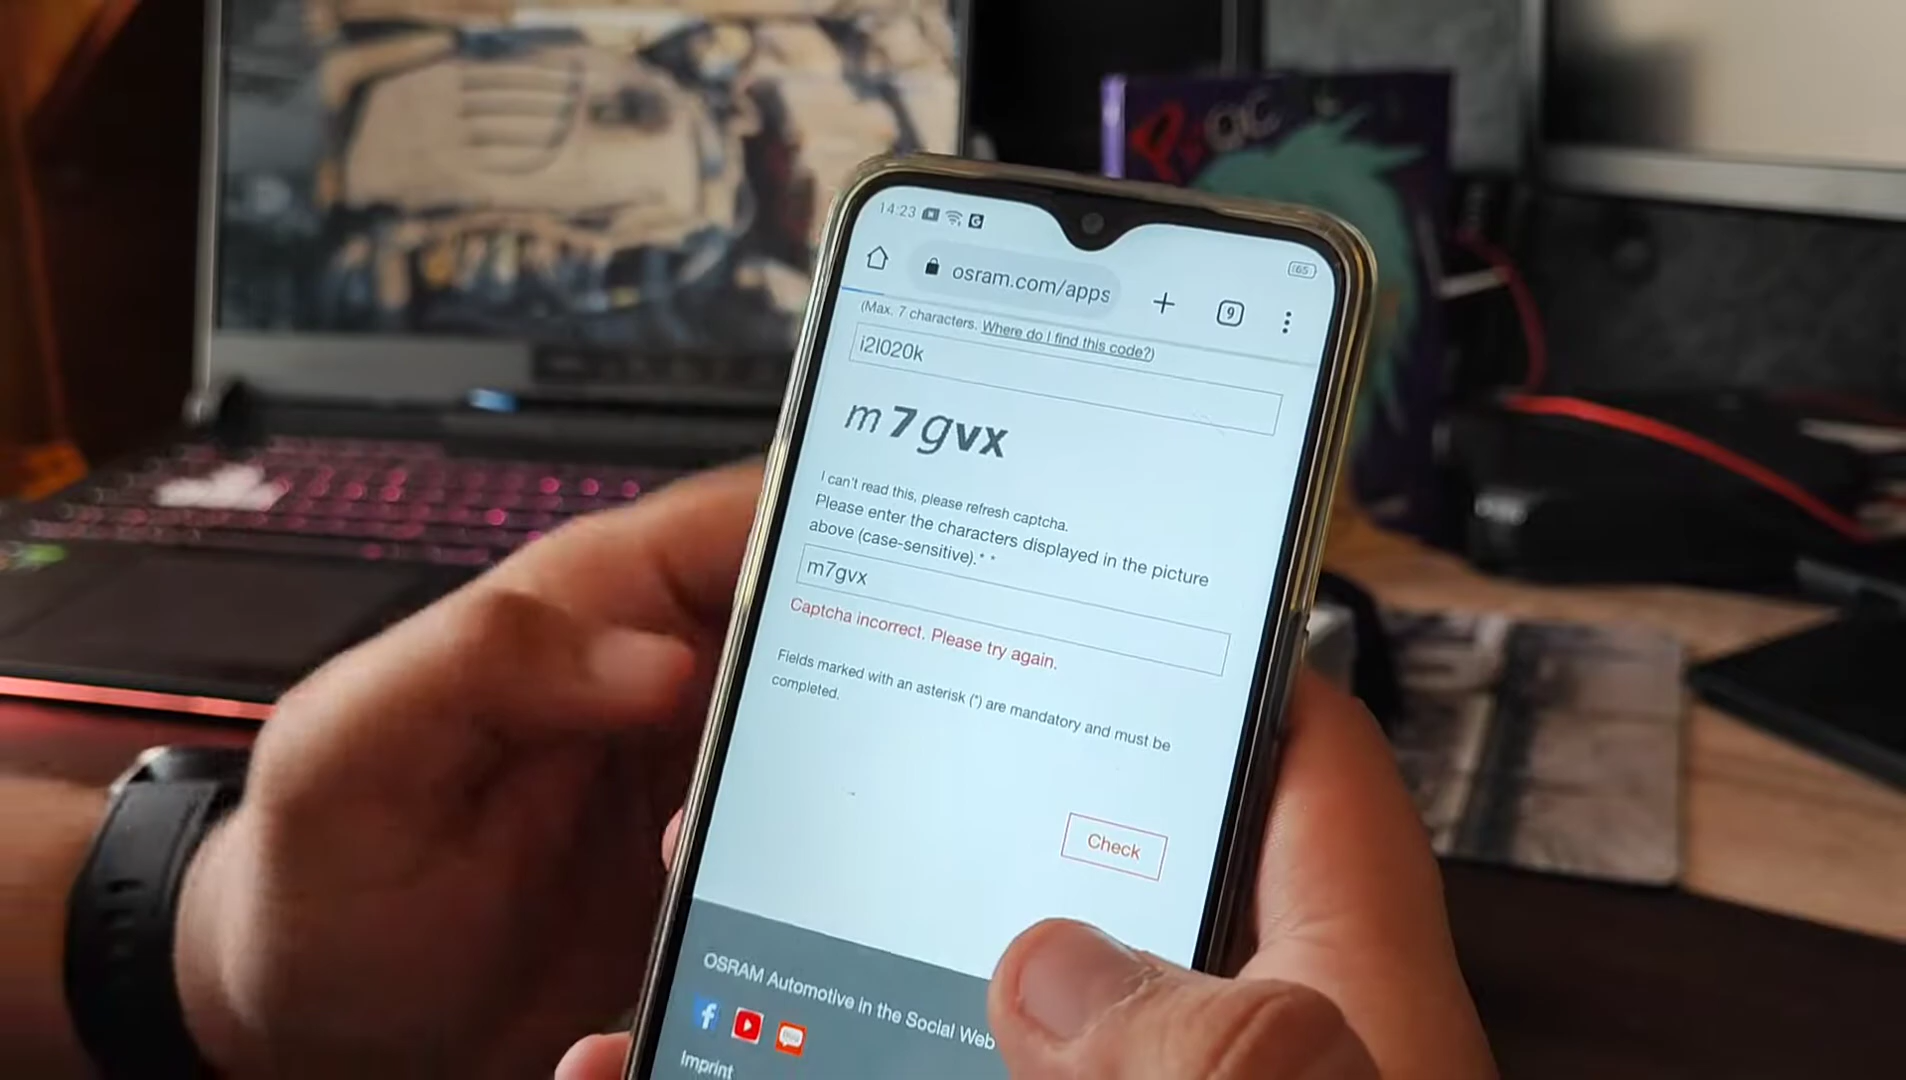 14:23
65
osram.com/apps
9
(Max. 7 characters. Where do I find this code?)
i2l020k
m7gvx
I can't read this, please refresh captcha.
Please enter the characters displayed in the picture
above (case-sensitive).* *
m7gvx
Captcha incorrect. Please try again.
Fields marked with an asterisk (*) are mandatory and must be
completed.
Check
OSRAM Automotive in the Social Web
Imprint